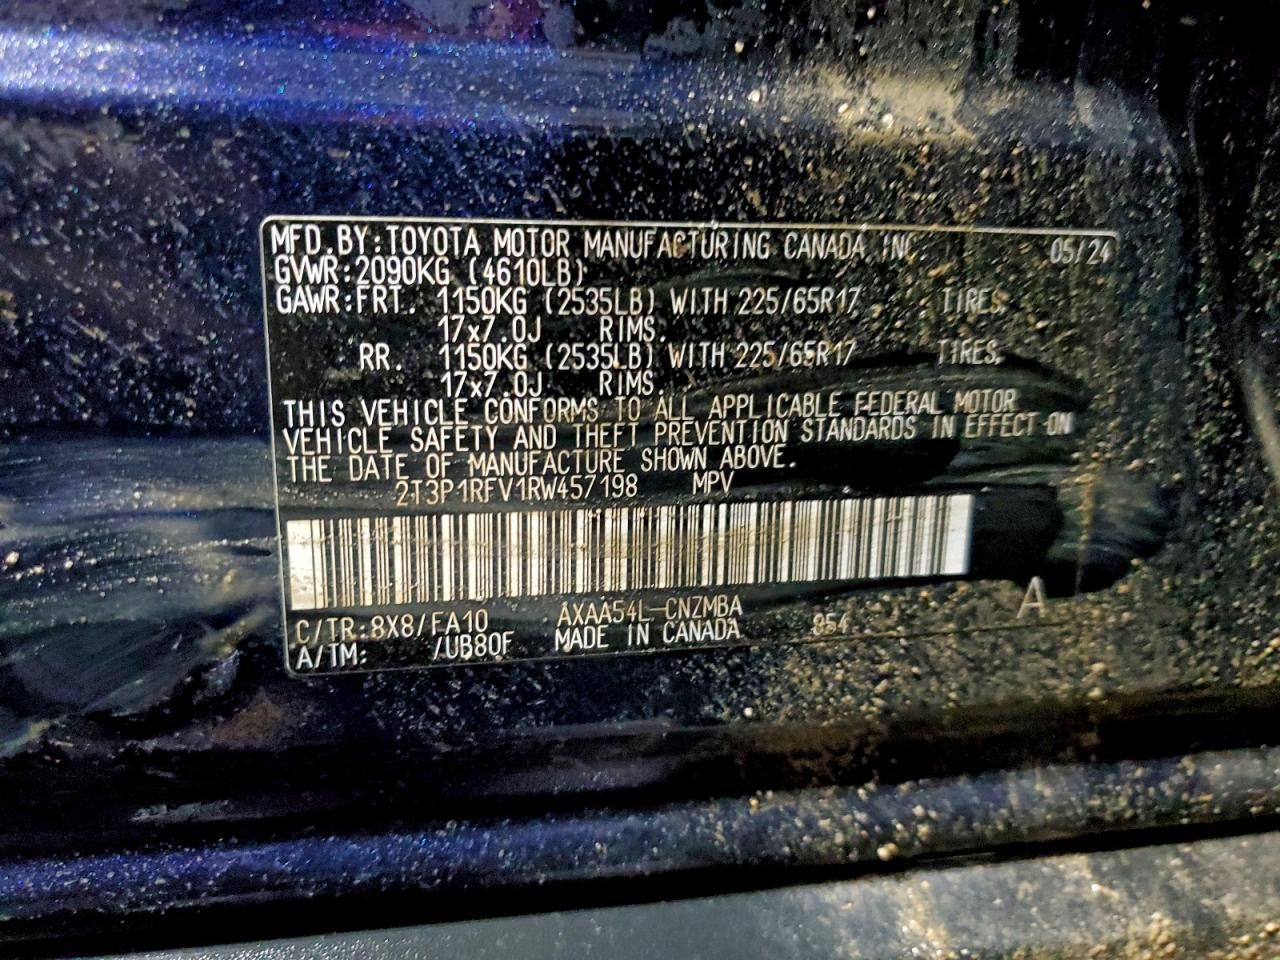 MFD.BY:TOYOTA MOTOR MANUFACTURING CANADA INC. 05/24
GVWR:2090KG (4610LB)
GAWR:FRT. 1150KG (2535LB) WITH 225/65R17 TIRES,
17x7.0J RIMS.
RR. 1150KG (2535LB) WITH 225/65R17 TIRES,
17x7.0J RIMS.
THIS VEHICLE CONFORMS TO ALL APPLICABLE FEDERAL MOTOR
VEHICLE SAFETY AND THEFT PREVENTION STANDARDS IN EFFECT ON
THE DATE OF MANUFACTURE SHOWN ABOVE.
2T3P1RFV1RW457198 MPV
C/TR:8X8/FA10 AXAA54L-CNZMBA A
A/TM: /UB80F MADE IN CANADA 854